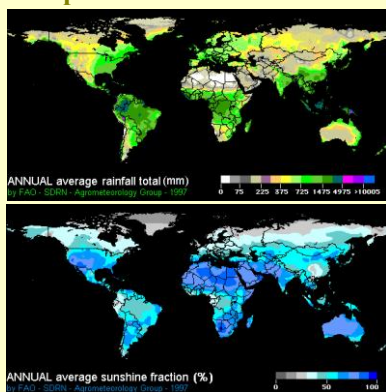 ANNUAL average rainfall total (mm)
by FAO - SDRN - Agrometeorology Group - 1997
0 75 225 375 725 1475 4975 >10005
ANNUAL average sunshine fraction (%)
by FAO - SDRN - Agrometeorology Group - 1997
0 10 50 100